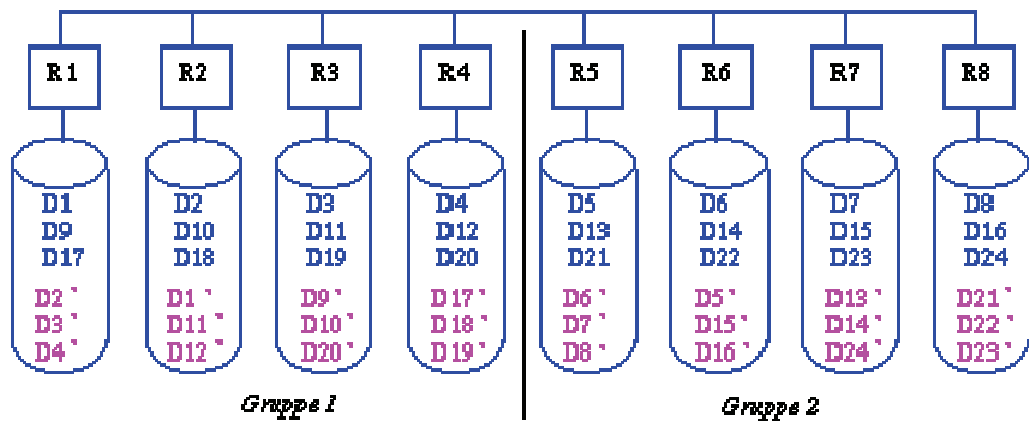 R1 R2 R3 R4 R5 R6 R7 R8
D1 D2 D3 D4 D5 D6 D7 D8
D9 D10 D11 D12 D13 D14 D15 D16
D17 D18 D19 D20 D21 D22 D23 D24
D2` D1` D9` D17` D6` D5` D13` D21`
D3` D11` D10` D18` D7` D15` D14` D22`
D4` D12` D20` D19` D8` D16` D24` D23`
Gruppe 1 Gruppe 2